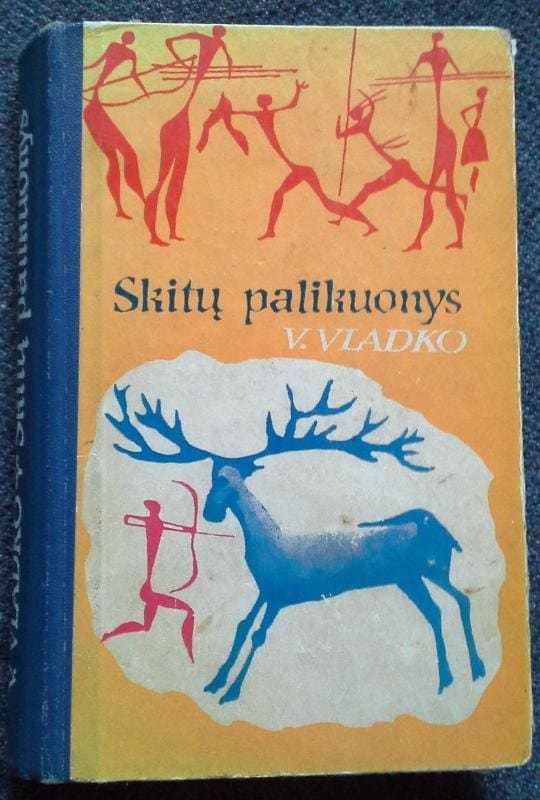 Skitų palikuonys
V. VLADKO
V. VLADKO • Skitų palikuonys